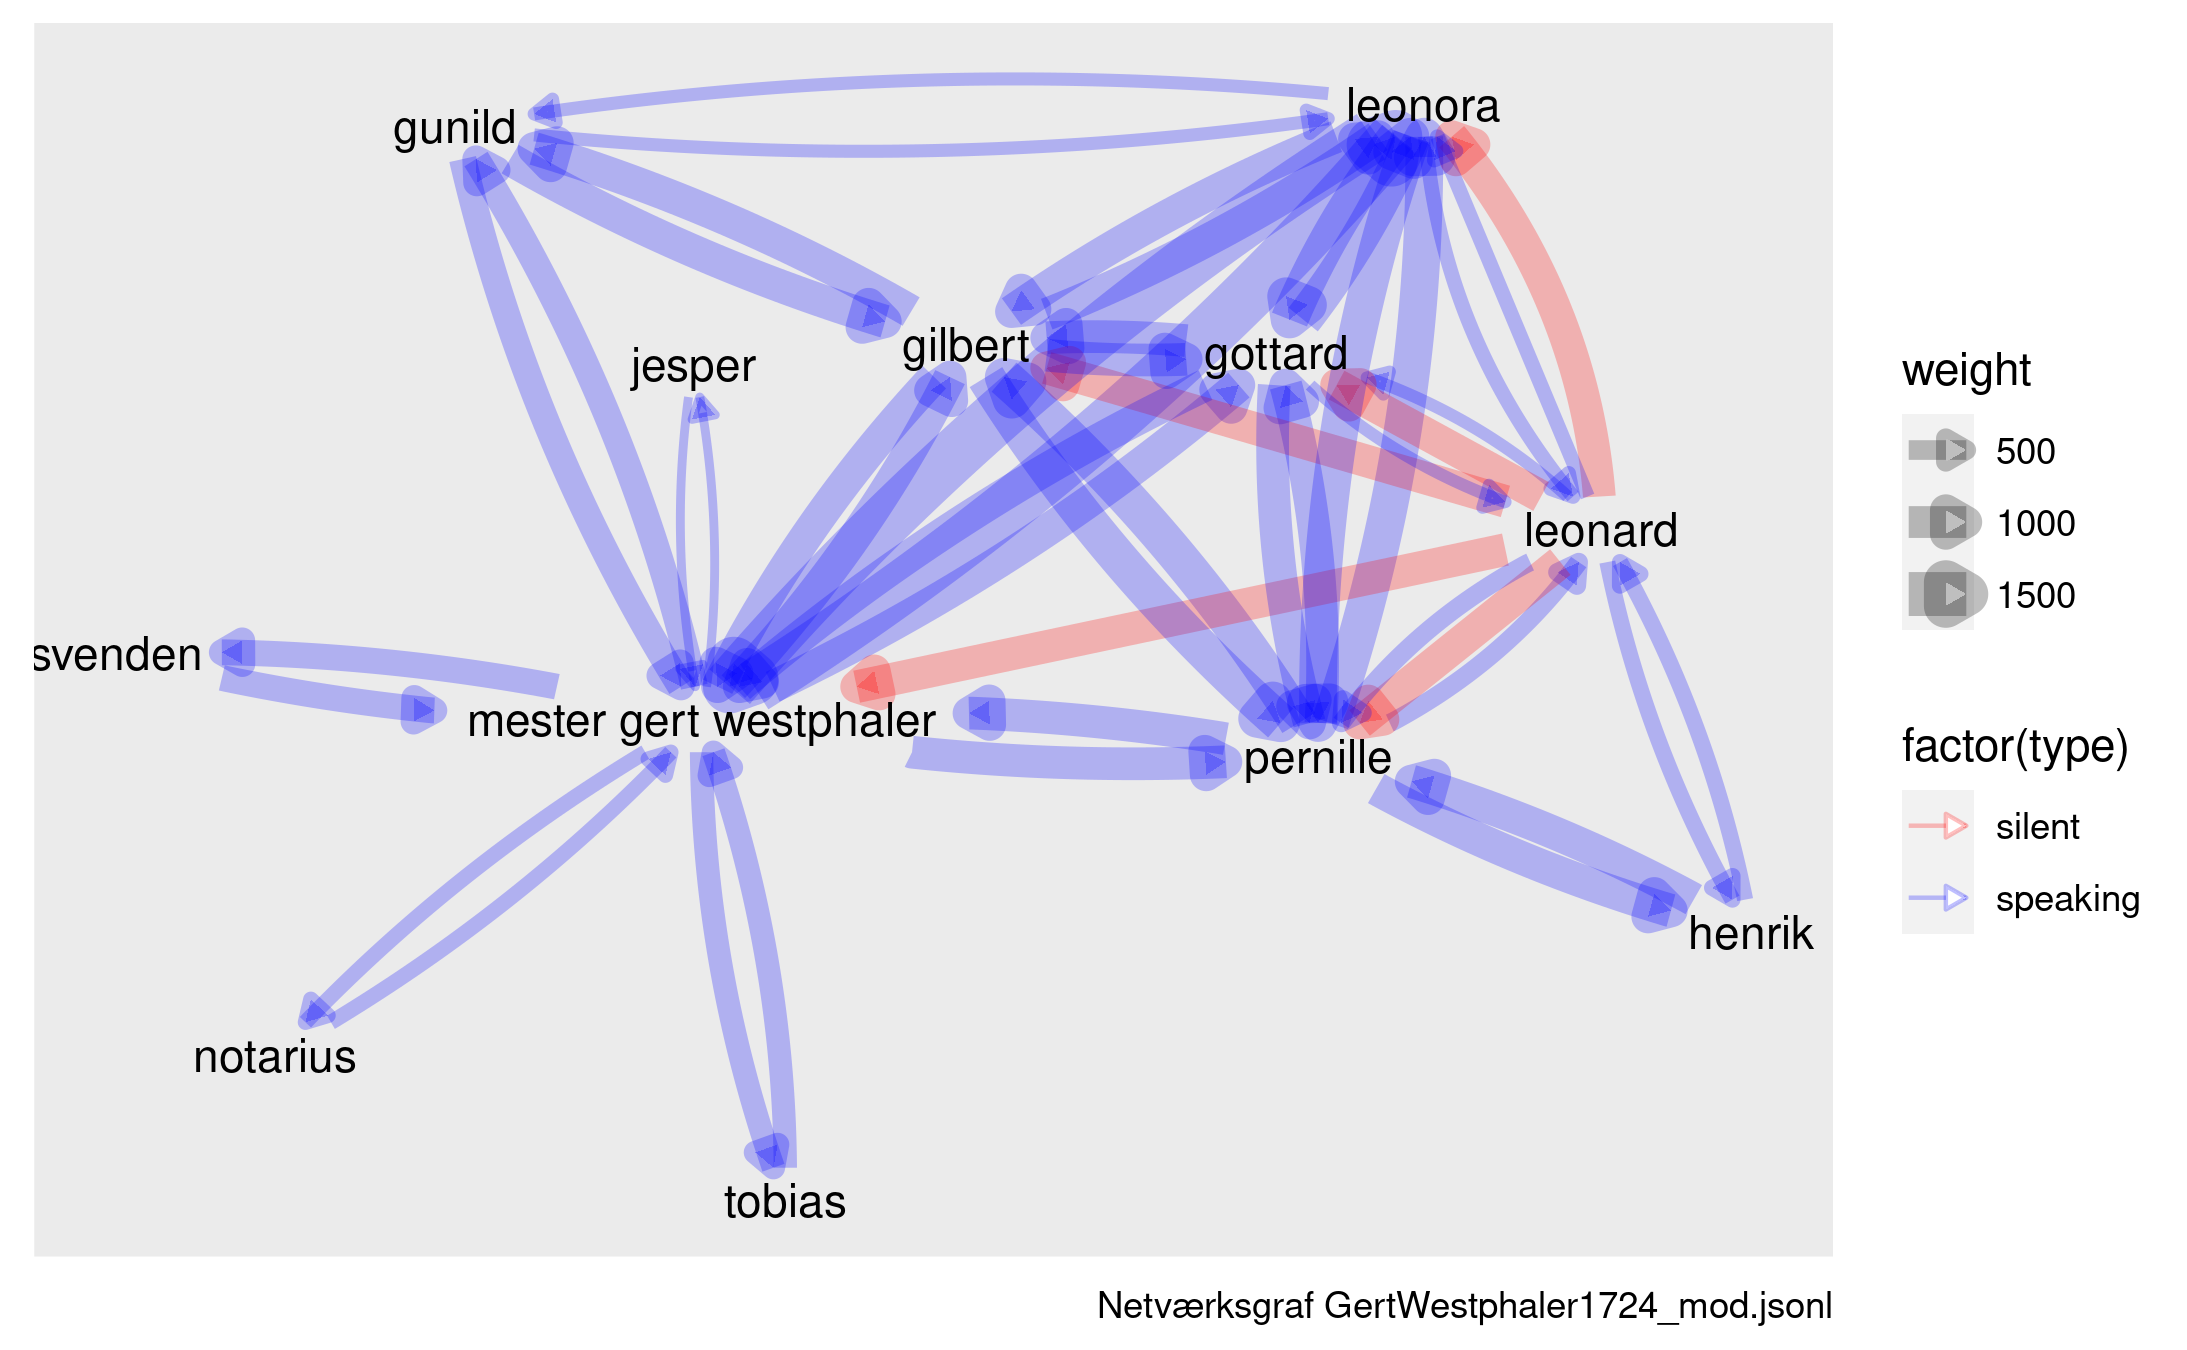 leonora
gunild
gilbert
gottard
jesper
leonard
svenden
mester gert westphaler
pernille
henrik
notarius
tobias
weight
500
1000
1500
factor(type)
silent
speaking
Netværksgraf GertWestphaler1724_mod.jsonl